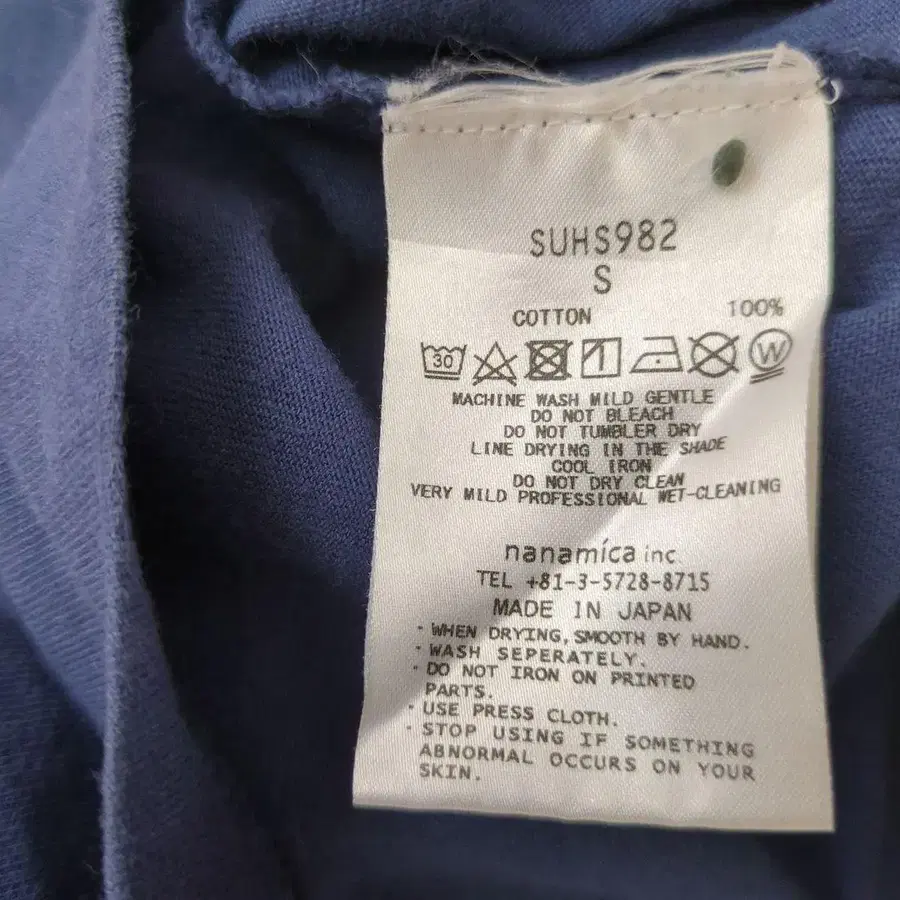 SUHS982
S
COTTON 100%
30 W
MACHINE WASH MILD GENTLE
DO NOT BLEACH
DO NOT TUMBLER DRY
LINE DRYING IN THE SHADE
COOL IRON
DO NOT DRY CLEAN
VERY MILD PROFESSIONAL WET-CLEANING
nanamíca inc.
TEL +81-3-5728-8715
MADE IN JAPAN
・WHEN DRYING, SMOOTH BY HAND.
・WASH SEPERATELY.
・DO NOT IRON ON PRINTED
PARTS.
・USE PRESS CLOTH.
・STOP USING IF SOMETHING
ABNORMAL OCCURS ON YOUR
SKIN.